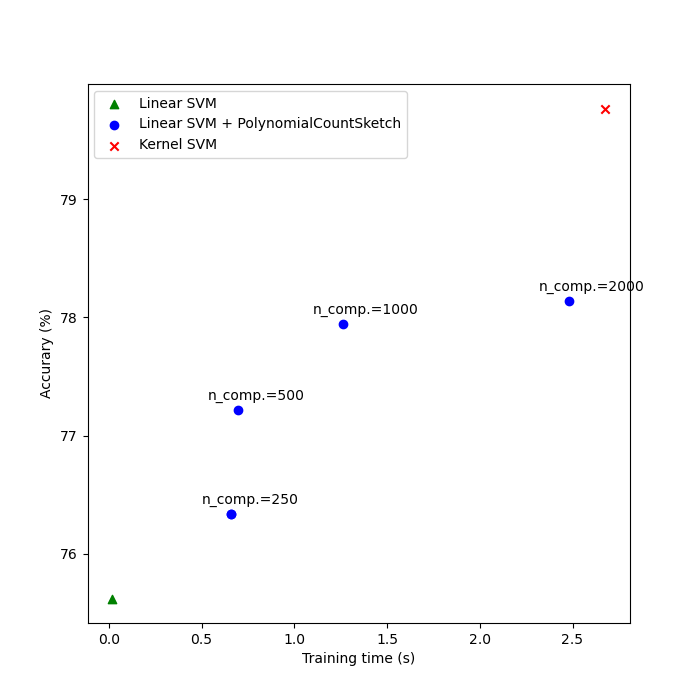 Linear SVM
Linear SVM + PolynomialCountSketch
Kernel SVM
79
n_comp.=2000
78
n_comp.=1000
n_comp.=500
77
n_comp.=250
76
Accurary (%)
0.0 0.5 1.0 1.5 2.0 2.5
Training time (s)